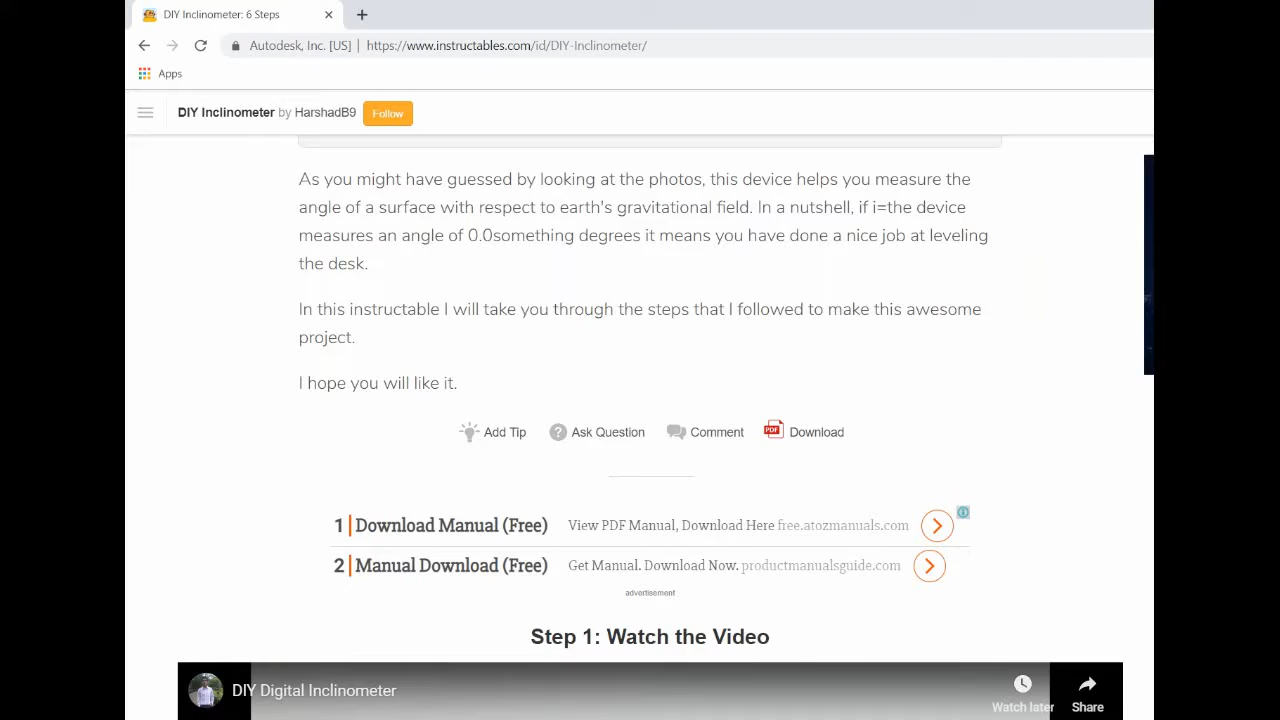 DIY Inclinometer: 6 Steps
Autodesk, Inc. [US] | https://www.instructables.com/id/DIY-Inclinometer/
Apps
DIY Inclinometer by HarshadB9 Follow
As you might have guessed by looking at the photos, this device helps you measure the
angle of a surface with respect to earth's gravitational field. In a nutshell, if i=the device
measures an angle of 0.0something degrees it means you have done a nice job at leveling
the desk.
In this instructable I will take you through the steps that I followed to make this awesome
project.
I hope you will like it.
Add Tip Ask Question Comment PDF Download
1 | Download Manual (Free) View PDF Manual, Download Here free.atozmanuals.com
2 | Manual Download (Free) Get Manual. Download Now. productmanualsguide.com
advertisement
Step 1: Watch the Video
DIY Digital Inclinometer
Watch later Share